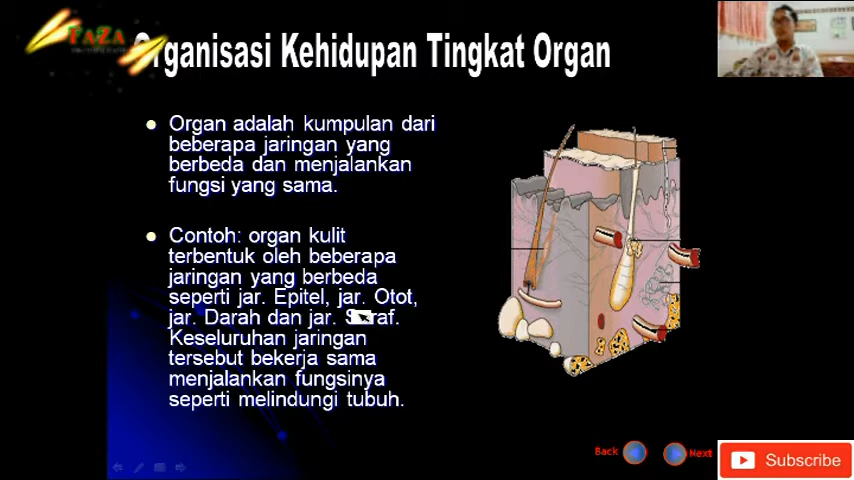 FAZA
Organisasi Kehidupan Tingkat Organ
Organ adalah kumpulan dari
beberapa jaringan yang
berbeda dan menjalankan
fungsi yang sama.
Contoh: organ kulit
terbentuk oleh beberapa
jaringan yang berbeda
seperti jar. Epitel, jar. Otot,
jar. Darah dan jar. Saraf.
Keseluruhan jaringan
tersebut bekerja sama
menjalankan fungsinya
seperti melindungi tubuh.
Back
Next
Subscribe